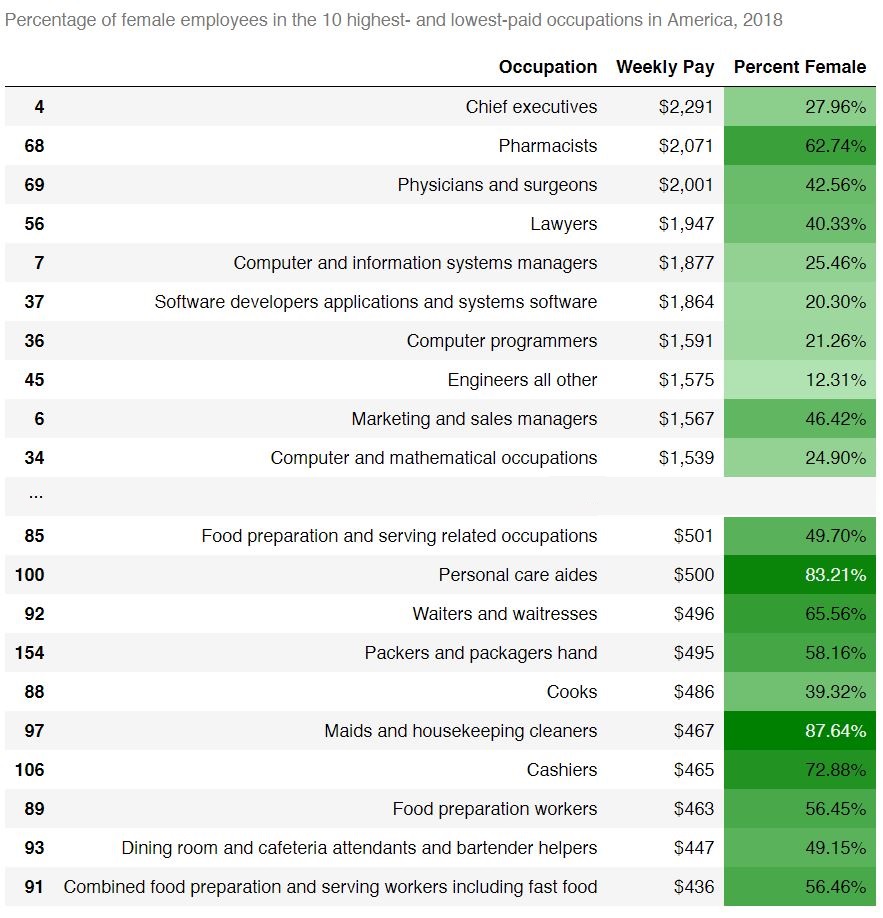 Percentage of female employees in the 10 highest- and lowest-paid occupations in America, 2018
Occupation Weekly Pay Percent Female
4 Chief executives $2,291 27.96%
68 Pharmacists $2,071 62.74%
69 Physicians and surgeons $2,001 42.56%
56 Lawyers $1,947 40.33%
7 Computer and information systems managers $1,877 25.46%
37 Software developers applications and systems software $1,864 20.30%
36 Computer programmers $1,591 21.26%
45 Engineers all other $1,575 12.31%
6 Marketing and sales managers $1,567 46.42%
34 Computer and mathematical occupations $1,539 24.90%
...
85 Food preparation and serving related occupations $501 49.70%
100 Personal care aides $500 83.21%
92 Waiters and waitresses $496 65.56%
154 Packers and packagers hand $495 58.16%
88 Cooks $486 39.32%
97 Maids and housekeeping cleaners $467 87.64%
106 Cashiers $465 72.88%
89 Food preparation workers $463 56.45%
93 Dining room and cafeteria attendants and bartender helpers $447 49.15%
91 Combined food preparation and serving workers including fast food $436 56.46%